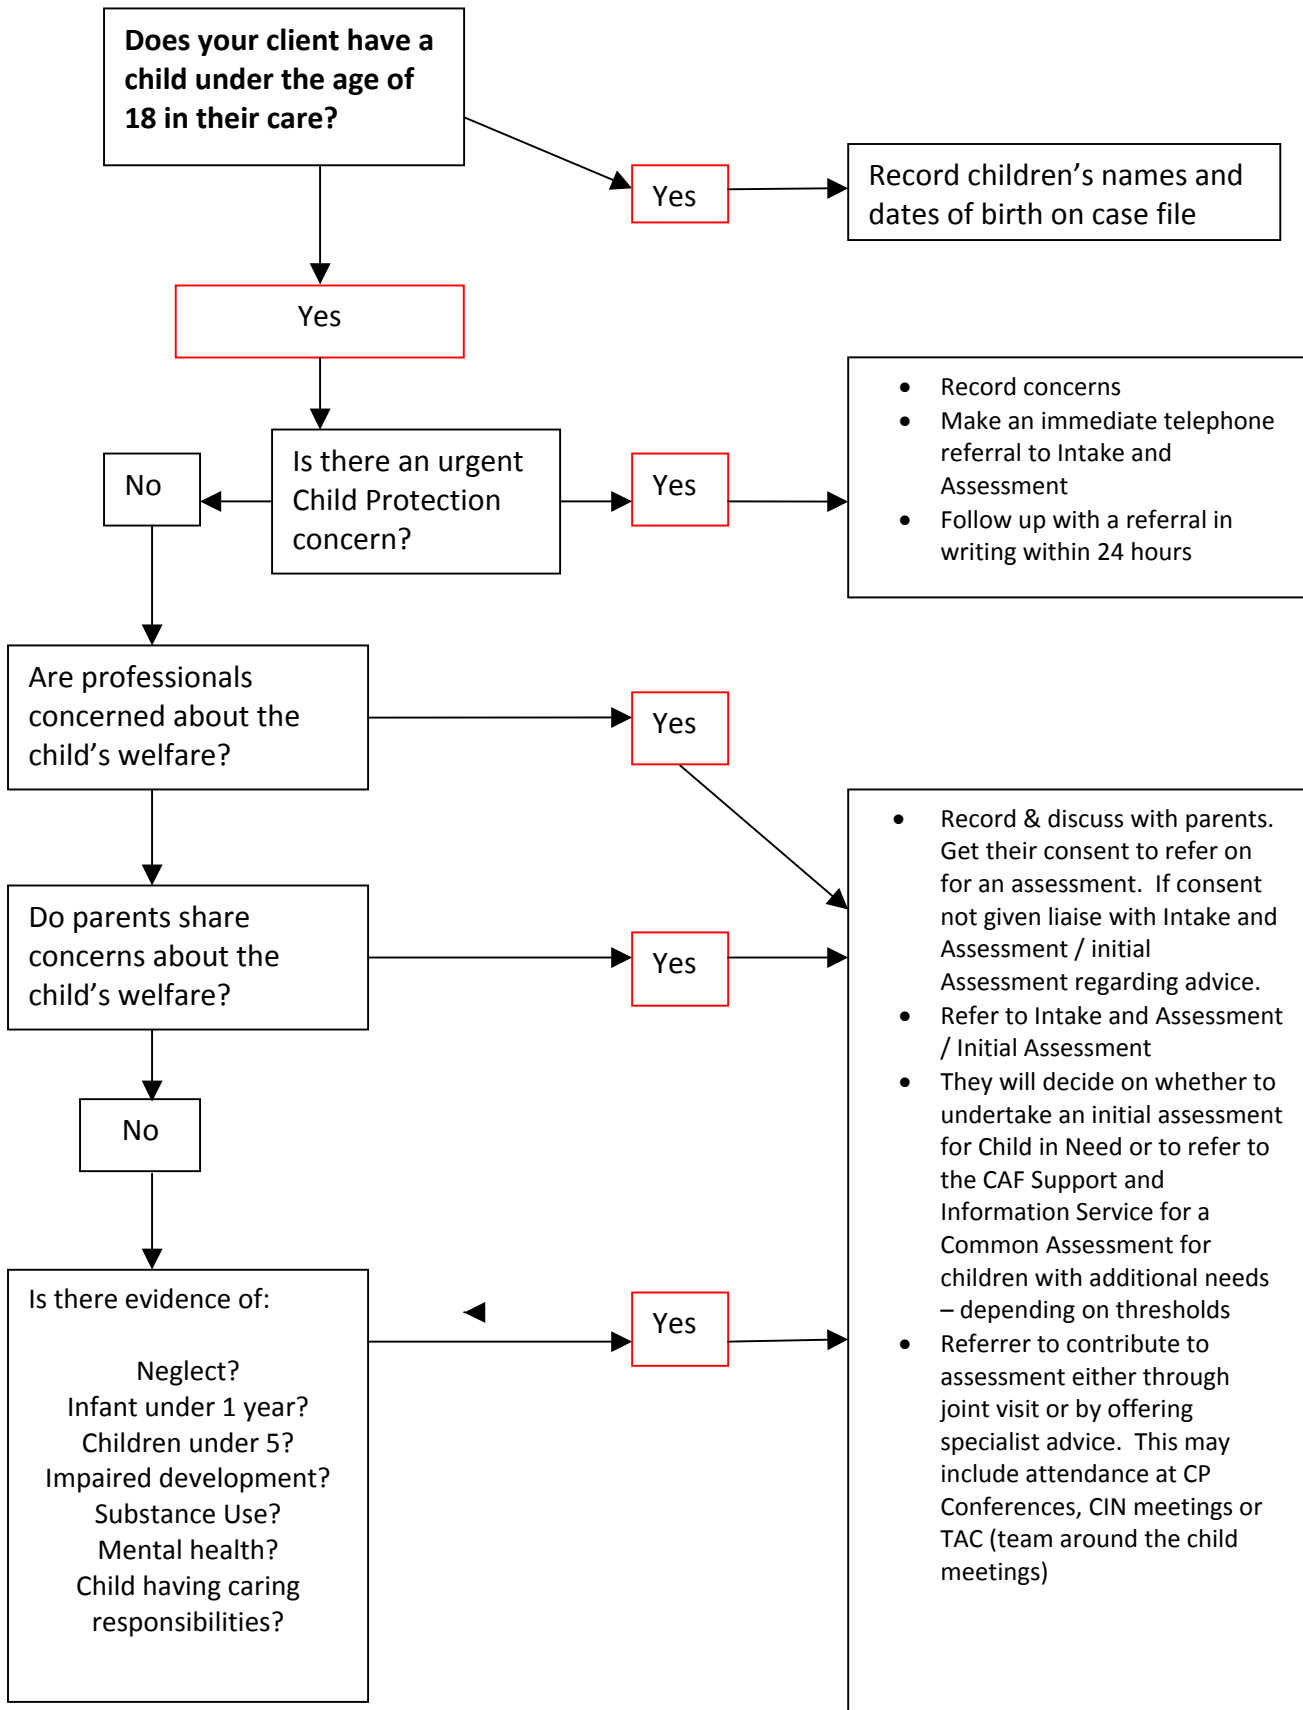 Does your client have a
child under the age of
18 in their care?
Yes
Record children’s names and
dates of birth on case file
Yes
Is there an urgent
Child Protection
concern?
No
Yes
• Record concerns
• Make an immediate telephone
referral to Intake and
Assessment
• Follow up with a referral in
writing within 24 hours
Are professionals
concerned about the
child’s welfare?
Yes
Do parents share
concerns about the
child’s welfare?
Yes
• Record & discuss with parents.
Get their consent to refer on
for an assessment.  If consent
not given liaise with Intake and
Assessment / initial
Assessment regarding advice.
• Refer to Intake and Assessment
/ Initial Assessment
• They will decide on whether to
undertake an initial assessment
for Child in Need or to refer to
the CAF Support and
Information Service for a
Common Assessment for
children with additional needs
– depending on thresholds
• Referrer to contribute to
assessment either through
joint visit or by offering
specialist advice.  This may
include attendance at CP
Conferences, CIN meetings or
TAC (team around the child
meetings)
No
Is there evidence of:
Neglect?
Infant under 1 year?
Children under 5?
Impaired development?
Substance Use?
Mental health?
Child having caring
responsibilities?
Yes